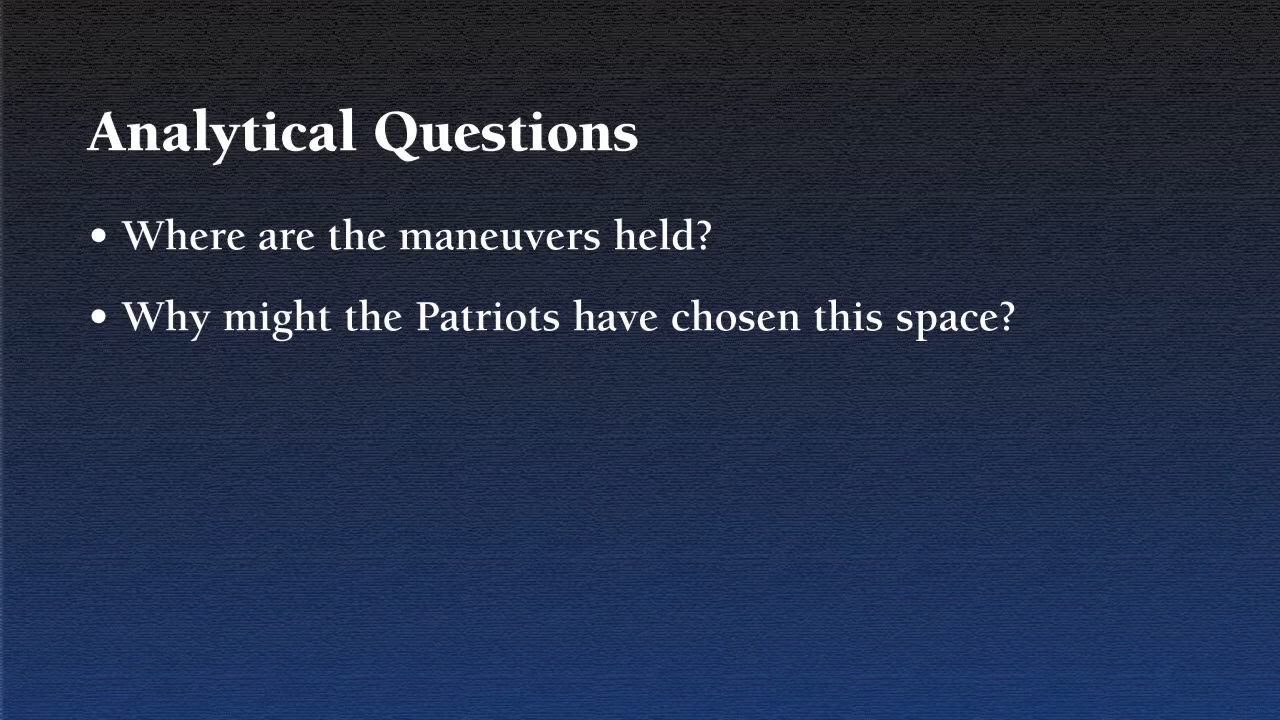 Analytical Questions
• Where are the maneuvers held?
• Why might the Patriots have chosen this space?